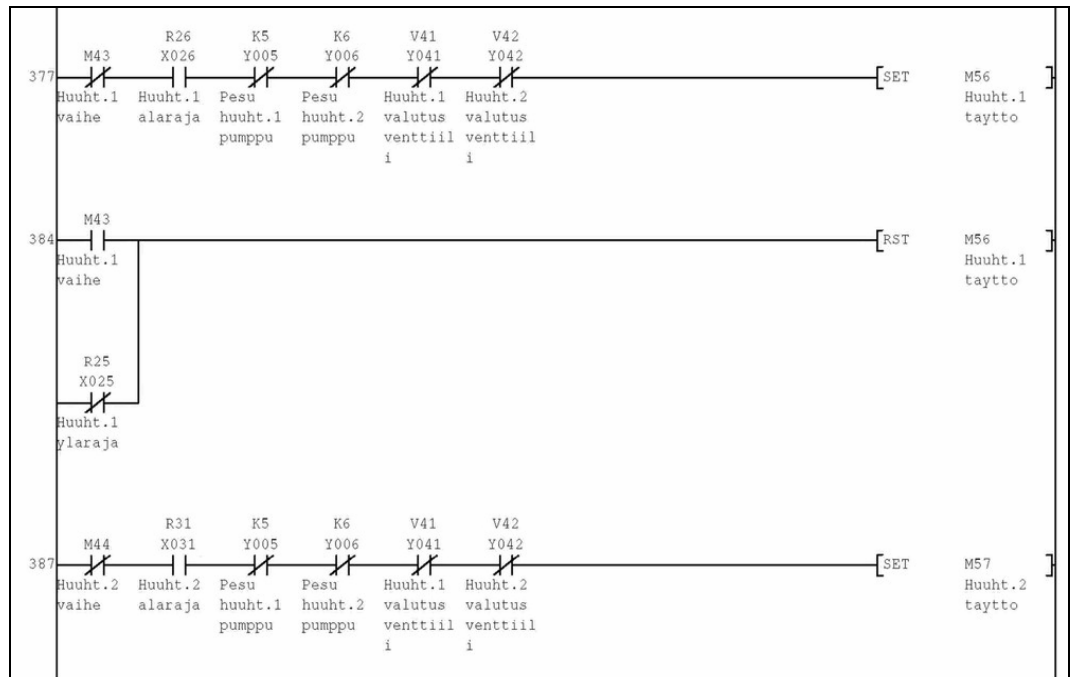 R26 K5 K6 V41 V42
M43 X026 Y005 Y006 Y041 Y042
377 SET M56
Huuht.1 Huuht.1 Pesu Pesu Huuht.1 Huuht.2 Huuht.1
vaihe alaraja huuht.1 huuht.2 valutus valutus taytto
pumppu pumppu venttiil venttiil
i i
M43
384 RST M56
Huuht.1 Huuht.1
vaihe taytto
R25
X025
Huuht.1
ylaraja
R31 K5 K6 V41 V42
M44 X031 Y005 Y006 Y041 Y042
387 SET M57
Huuht.2 Huuht.2 Pesu Pesu Huuht.1 Huuht.2 Huuht.2
vaihe alaraja huuht.1 huuht.2 valutus valutus taytto
pumppu pumppu venttiil venttiil
i i